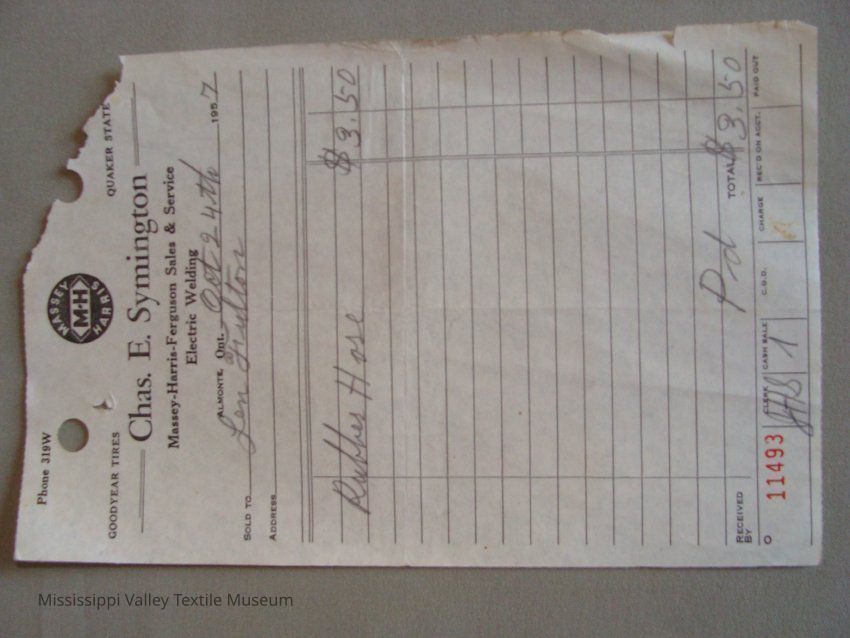 Phone 319W
MASSEY
M-H
HARRIS
GOODYEAR TIRES QUAKER STATE
Chas. E. Symington
Massey-Harris-Ferguson Sales & Service
Electric Welding
ALMONTE, Ont. Oct 24th 1957
SOLD TO Len Fulton
ADDRESS
Rubber Hose $3.50
Pd TOTAL $3.50
RECEIVED BY
O 11493
CLERK CASH SALE C.O.D. CHARGE REC'D ON ACCT. PAID OUT
1
Mississippi Valley Textile Museum